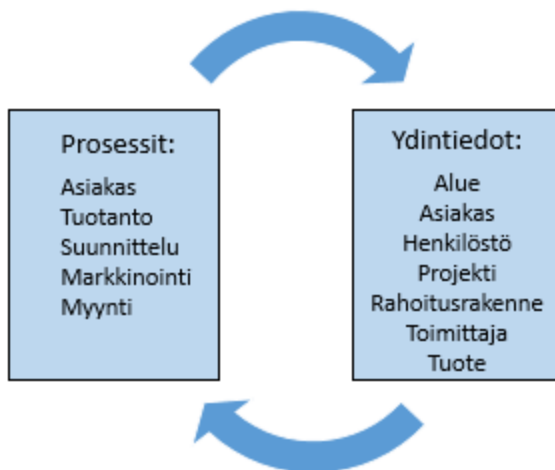 Prosessit:
Asiakas
Tuotanto
Suunnittelu
Markkinointi
Myynti
Ydintiedot:
Alue
Asiakas
Henkilöstö
Projekti
Rahoitusrakenne
Toimittaja
Tuote